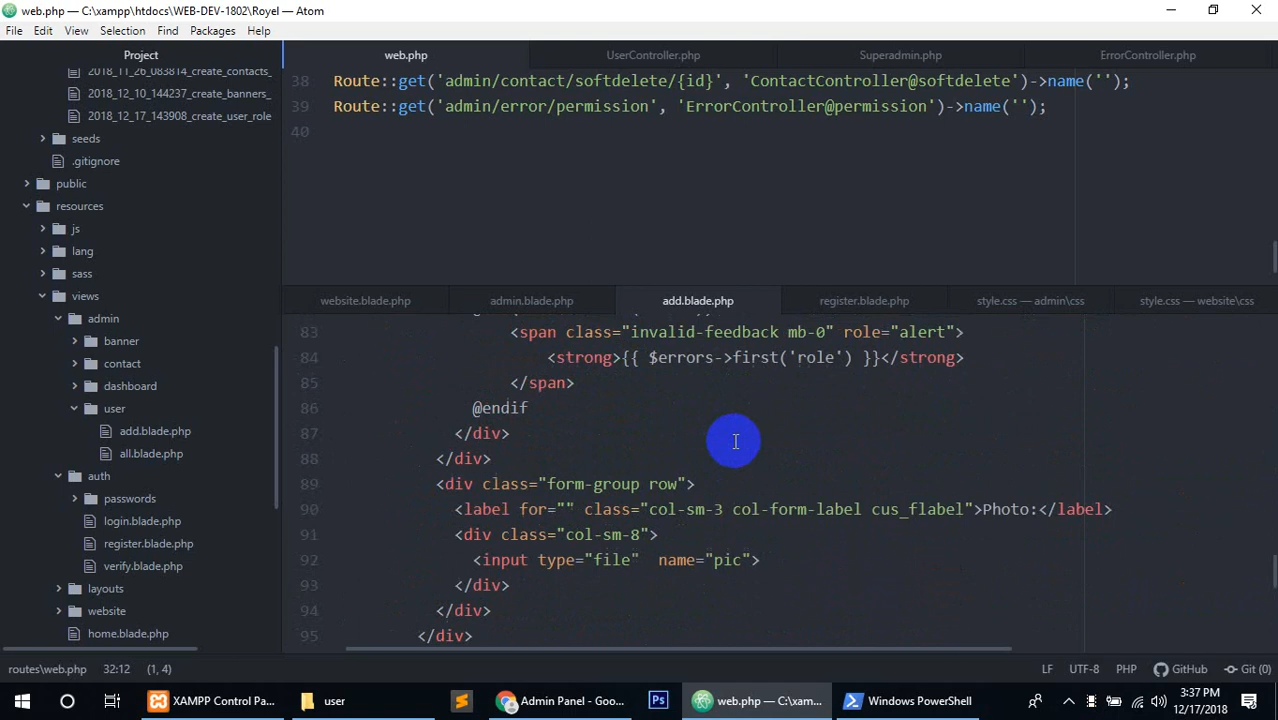 web.php — C:\xampp\htdocs\WEB-DEV-1802\Royel — Atom
File Edit View Selection Find Packages Help
Project
2018_11_26_083814_create_contacts_
2018_12_10_144237_create_banners_
2018_12_17_143908_create_user_role
seeds
.gitignore
public
resources
js
lang
sass
views
admin
banner
contact
dashboard
user
add.blade.php
all.blade.php
auth
passwords
login.blade.php
register.blade.php
verify.blade.php
layouts
website
home.blade.php
web.php UserController.php Superadmin.php ErrorController.php
38 Route::get('admin/contact/softdelete/{id}', 'ContactController@softdelete')->name('');
39 Route::get('admin/error/permission', 'ErrorController@permission')->name('');
40
website.blade.php admin.blade.php add.blade.php register.blade.php style.css — admin\css style.css — website\css
83 <span class="invalid-feedback mb-0" role="alert">
84 <strong>{{ $errors->first('role') }}</strong>
85 </span>
86 @endif
87 </div>
88 </div>
89 <div class="form-group row">
90 <label for="" class="col-sm-3 col-form-label cus_flabel">Photo:</label>
91 <div class="col-sm-8">
92 <input type="file"  name="pic">
93 </div>
94 </div>
95 </div>
routes\web.php 32:12 (1, 4) LF UTF-8 PHP GitHub Git (0)
XAMPP Control Pa... user Admin Panel - Goo... Ps web.php — C:\xam... Windows PowerShell
3:37 PM
12/17/2018